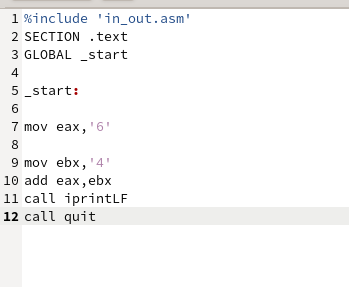 1 %include 'in_out.asm'
2 SECTION .text
3 GLOBAL _start
4
5 _start:
6
7 mov eax,'6'
8
9 mov ebx,'4'
10 add eax,ebx
11 call iprintLF
12 call quit